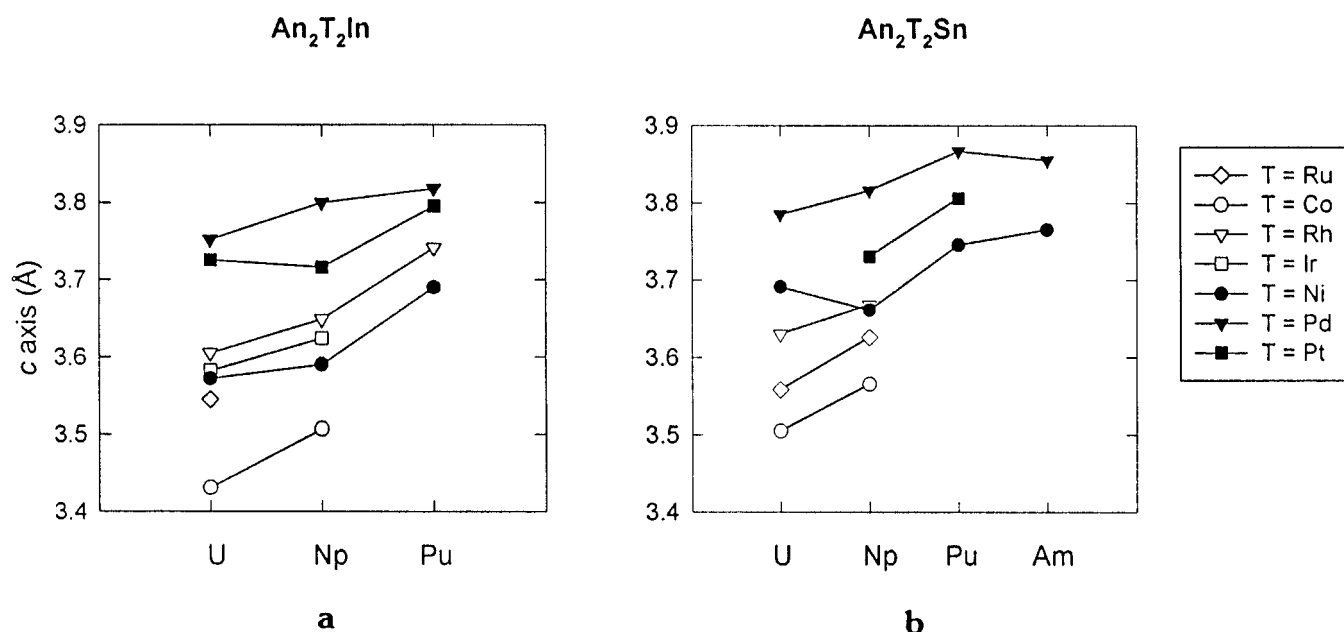 An₂T₂In
An₂T₂Sn
c axis (Å)
3.9
3.8
3.7
3.6
3.5
3.4
U Np Pu
a
3.9
3.8
3.7
3.6
3.5
3.4
U Np Pu Am
b
T = Ru
T = Co
T = Rh
T = Ir
T = Ni
T = Pd
T = Pt